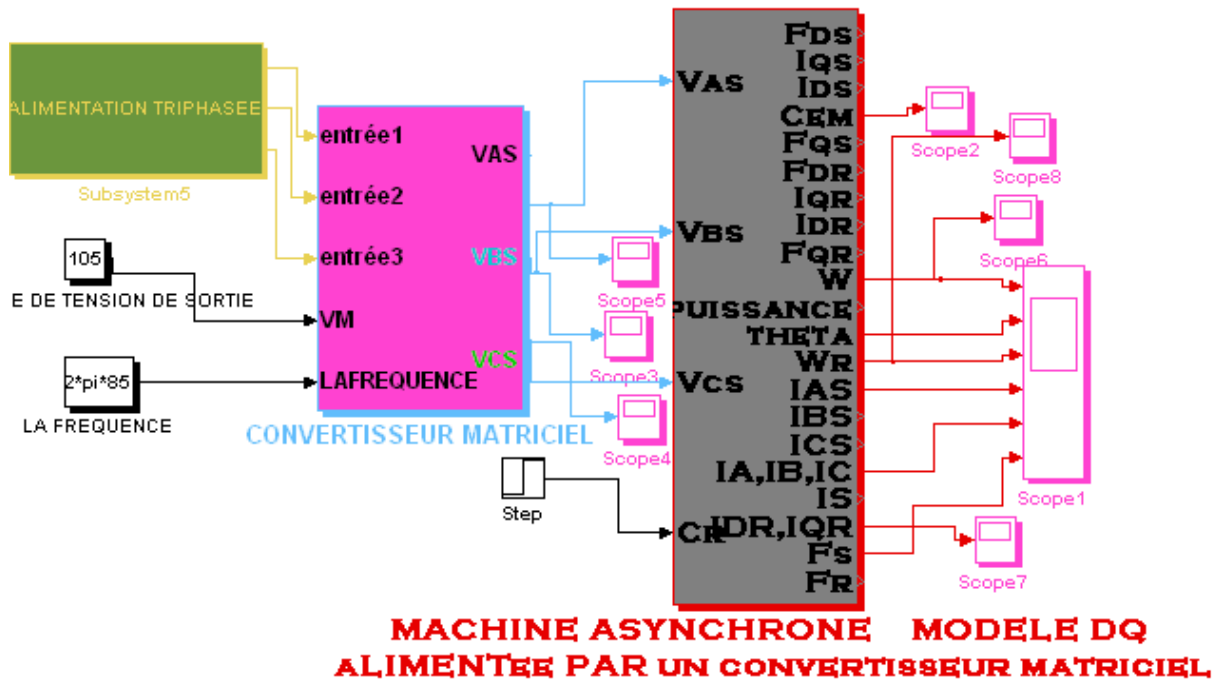 ALIMENTATION TRIPHASEE
Subsystem5
105
E DE TENSION DE SORTIE
2*pi*85
LA FREQUENCE
entrée1
entrée2
entrée3
VM
LAFREQUENCE
VAS
VBS
VCS
CONVERTISSEUR MATRICIEL
Step
Scope5
Scope3
Scope4
VAS
VBS
VCS
CR
FDS
IQS
IDS
CEM
FQS
FDR
IQR
IDR
FQR
W
PUISSANCE
THETA
WR
IAS
IBS
ICS
IA,IB,IC
IS
IDR,IQR
FS
FR
Scope2
Scope8
Scope6
Scope1
Scope7
MACHINE ASYNCHRONE MODELE DQ
ALIMENTEE PAR UN CONVERTISSEUR MATRICIEL